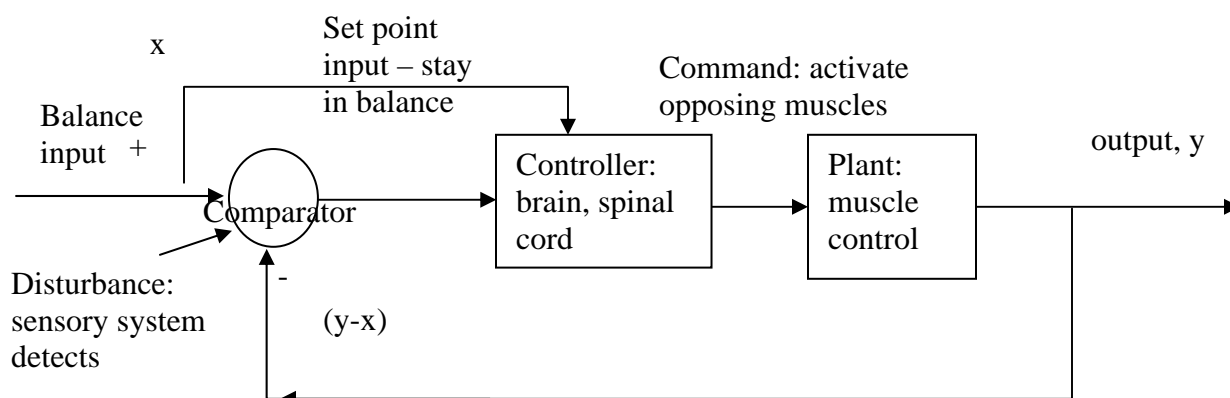 x
Set point
input – stay
in balance
Command: activate
opposing muscles
Balance
input +
output, y
Comparator
Controller:
brain, spinal
cord
Plant:
muscle
control
Disturbance:
sensory system
detects
-
(y-x)